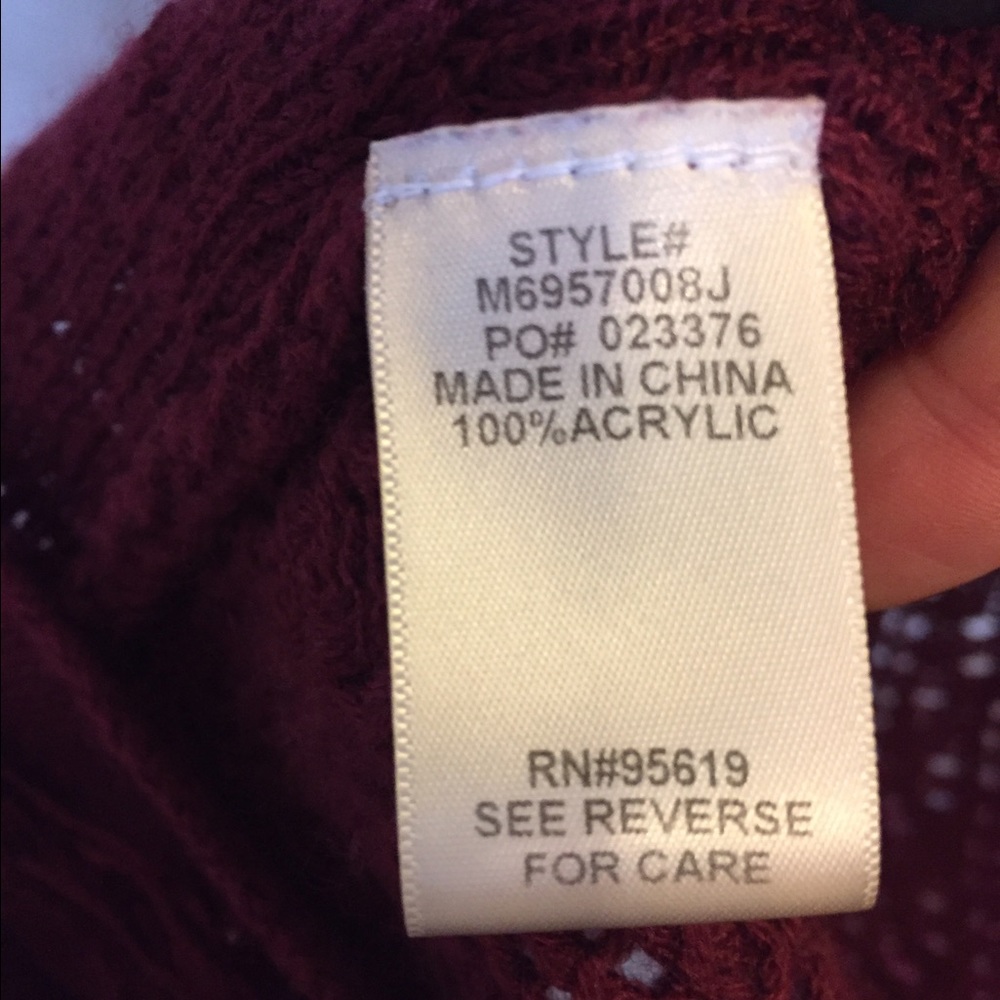 STYLE#
M6957008J
PO# 023376
MADE IN CHINA
100%ACRYLIC
RN#95619
SEE REVERSE
FOR CARE